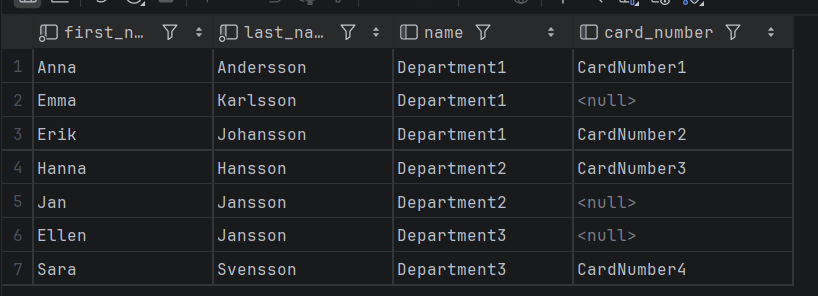 first_n... last_na... name card_number
1 Anna Andersson Department1 CardNumber1
2 Emma Karlsson Department1 <null>
3 Erik Johansson Department1 CardNumber2
4 Hanna Hansson Department2 CardNumber3
5 Jan Jansson Department2 <null>
6 Ellen Jansson Department3 <null>
7 Sara Svensson Department3 CardNumber4